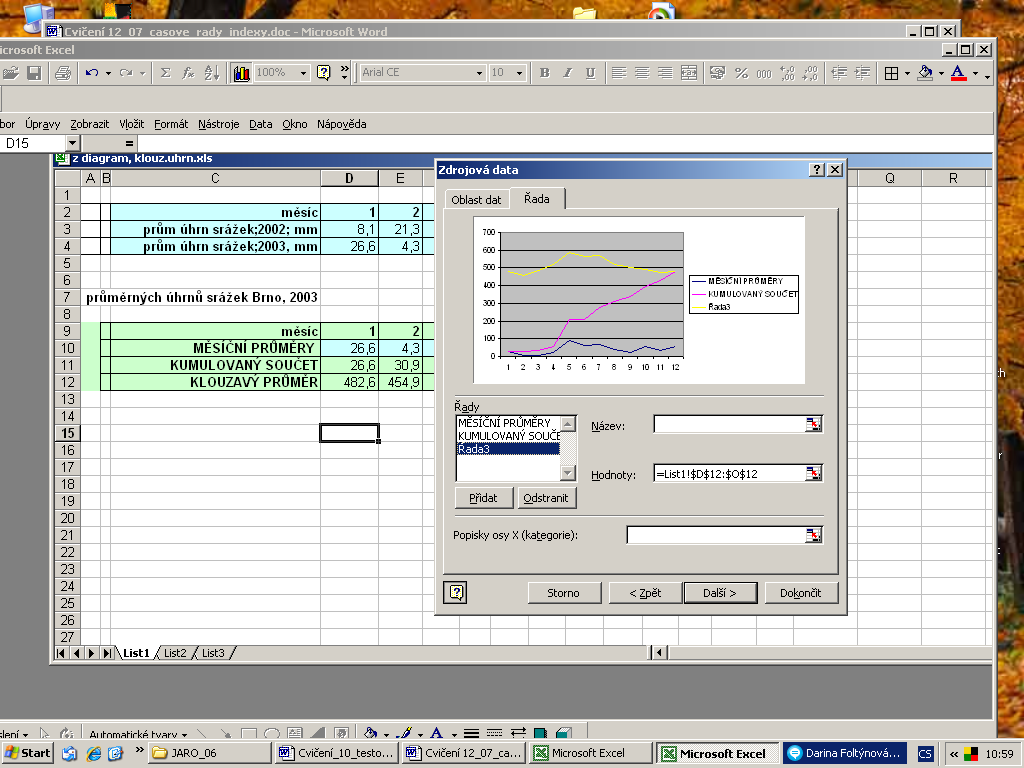 Cvičení 12_07_casove_rady_indexy.doc - Microsoft Word
icrosoft Excel
100%
Arial CE
10
B I U
% 000
bor Úpravy Zobrazit Vložit Formát Nástroje Data Okno Nápověda
D15 =
z diagram, klouz.uhrn.xls
A B C D E Q R
1
2 měsíc 1 2
3 prům úhrn srážek;2002; mm 8,1 21,3
4 prům úhrn srážek;2003, mm 26,6 4,3
5
6
7 průměrných úhrnů srážek Brno, 2003
8
9 měsíc 1 2
10 MĚSÍČNÍ PRŮMĚRY 26,6 4,3
11 KUMULOVANÝ SOUČET 26,6 30,9
12 KLOUZAVÝ PRŮMĚR 482,6 454,9
13
14
15
16
17
18
19
20
21
22
23
24
25
26
27
List1 List2 List3
Zdrojová data
Oblast dat Řada
700
600
500
400
300
200
100
0
1 2 3 4 5 6 7 8 9 10 11 12
MĚSÍČNÍ PRŮMĚRY
KUMULOVANÝ SOUČET
Řada3
Řady
MĚSÍČNÍ PRŮMĚRY
KUMULOVANÝ SOUČE
Řada3
Název:
Hodnoty: =List1!$D$12:$O$12
Přidat Odstranit
Popisky osy X (kategorie):
Storno < Zpět Další > Dokončit
Automatické tvary
Start JARO_06 Cvičení_10_testo... Cvičení 12_07_ca... Microsoft Excel Microsoft Excel Darina Foltýnová... CS 10:59